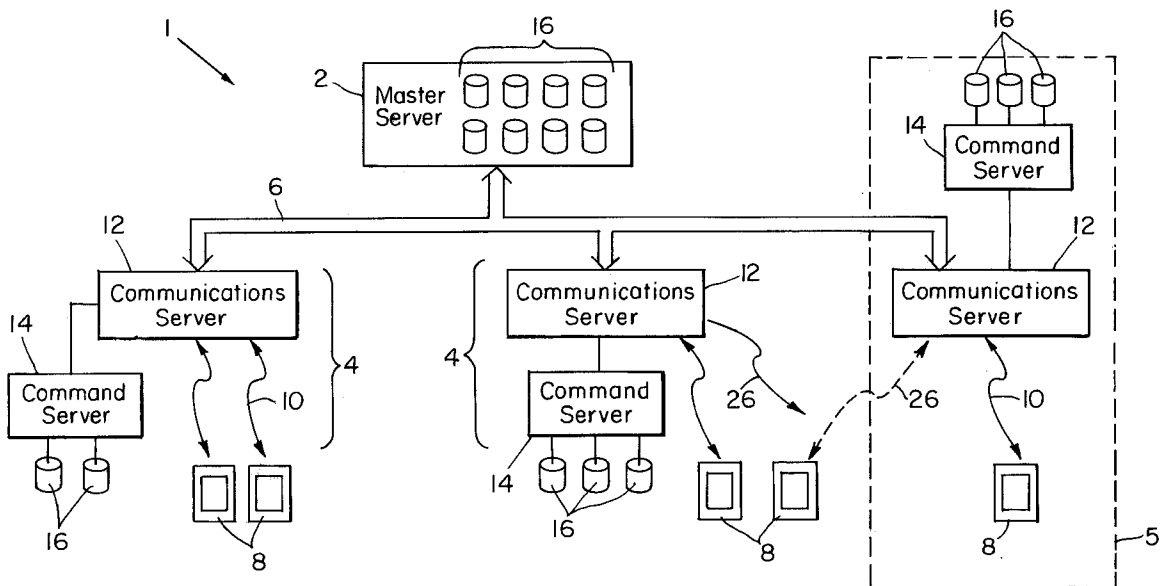 1
16
2
Master
Server
16
14
Command
Server
6
12
Communications
Server
4
4
12
Communications
Server
12
Communications
Server
14
Command
Server
10
Command
Server
14
26
26
10
16
8
16
8
8
5